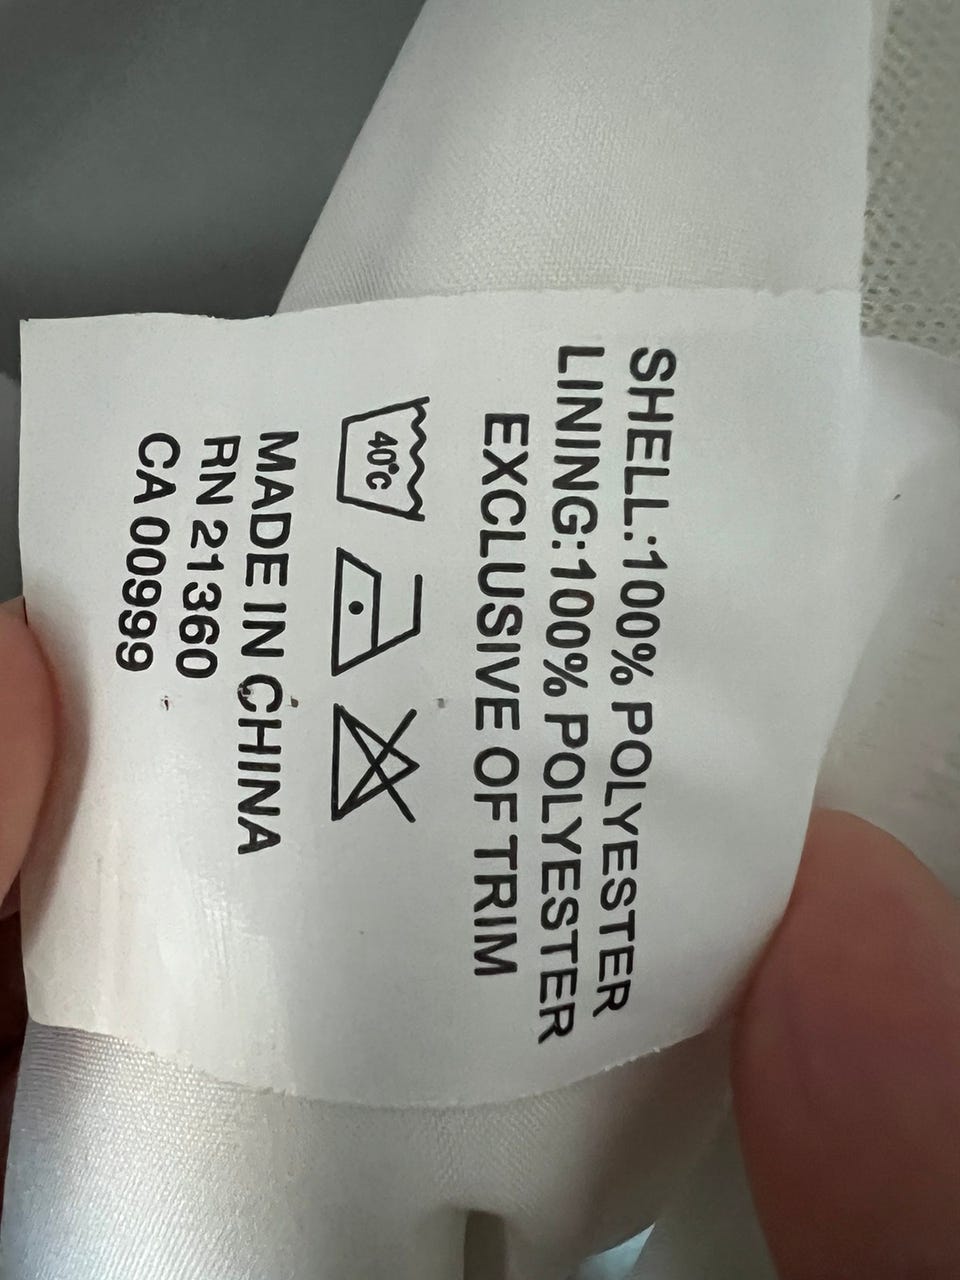 SHELL:100% POLYESTER
LINING:100% POLYESTER
EXCLUSIVE OF TRIM
40°c
MADE IN CHINA
RN 21360
CA 00999